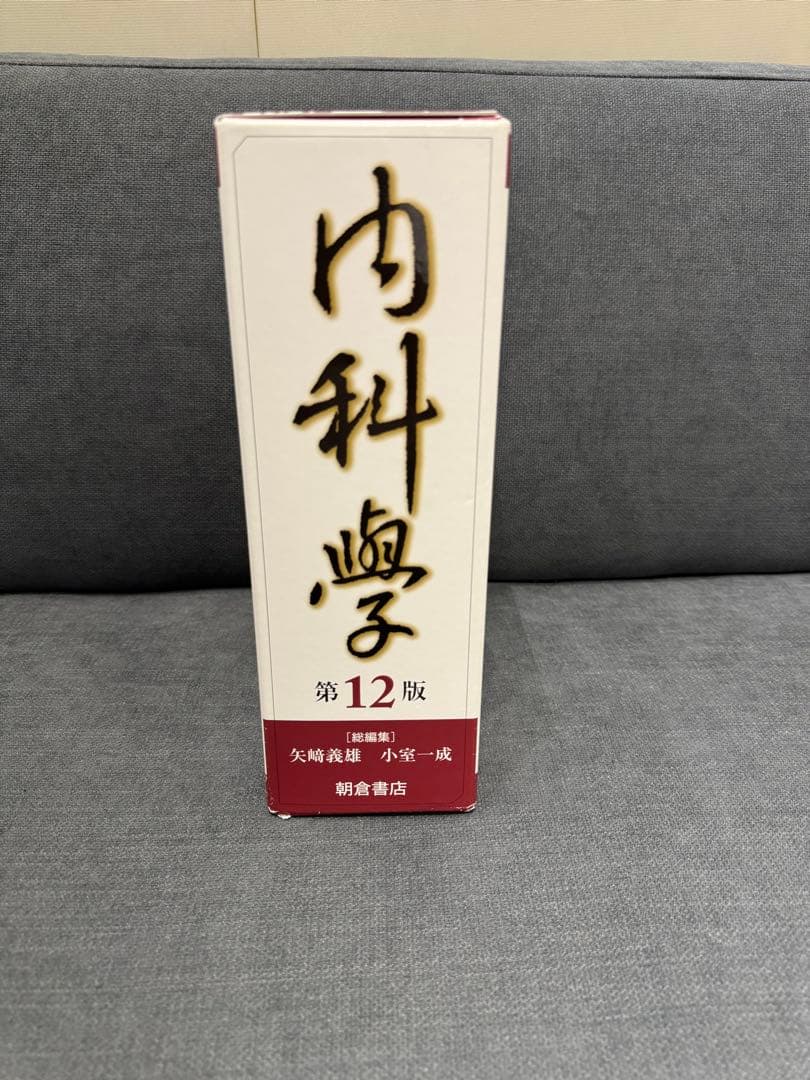 内科學
第12版
[総編集]
矢﨑義雄 小室一成
朝倉書店